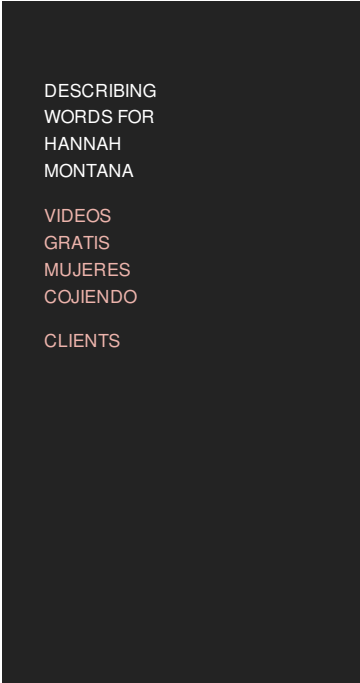 DESCRIBING
WORDS FOR
HANNAH
MONTANA
VIDEOS
GRATIS
MUJERES
COJIENDO
CLIENTS